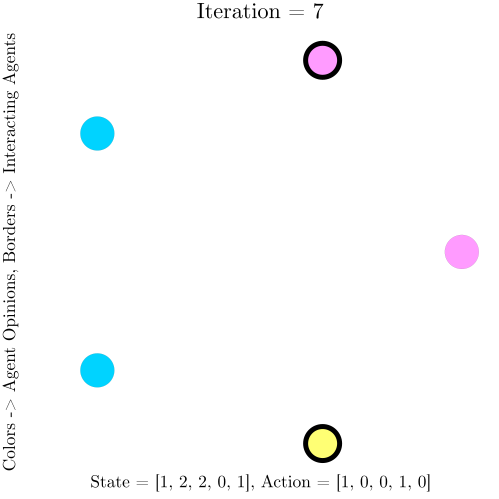 Iteration = 7
Colors -> Agent Opinions, Borders -> Interacting Agents
State = [1, 2, 2, 0, 1], Action = [1, 0, 0, 1, 0]